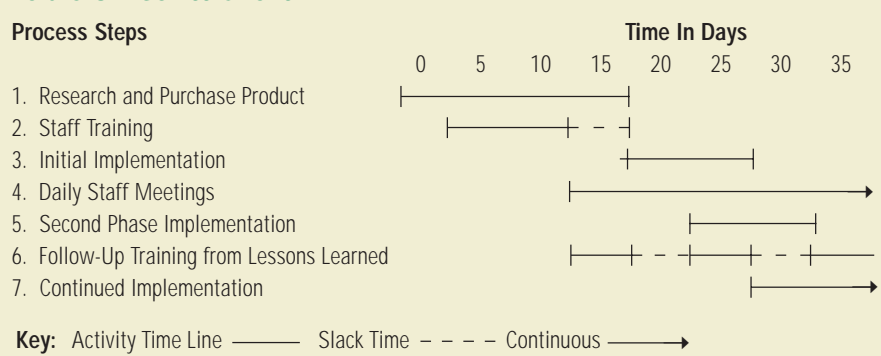 Process Steps Time In Days
0 5 10 15 20 25 30 35
1. Research and Purchase Product
2. Staff Training
3. Initial Implementation
4. Daily Staff Meetings
5. Second Phase Implementation
6. Follow-Up Training from Lessons Learned
7. Continued Implementation
Key: Activity Time Line Slack Time Continuous